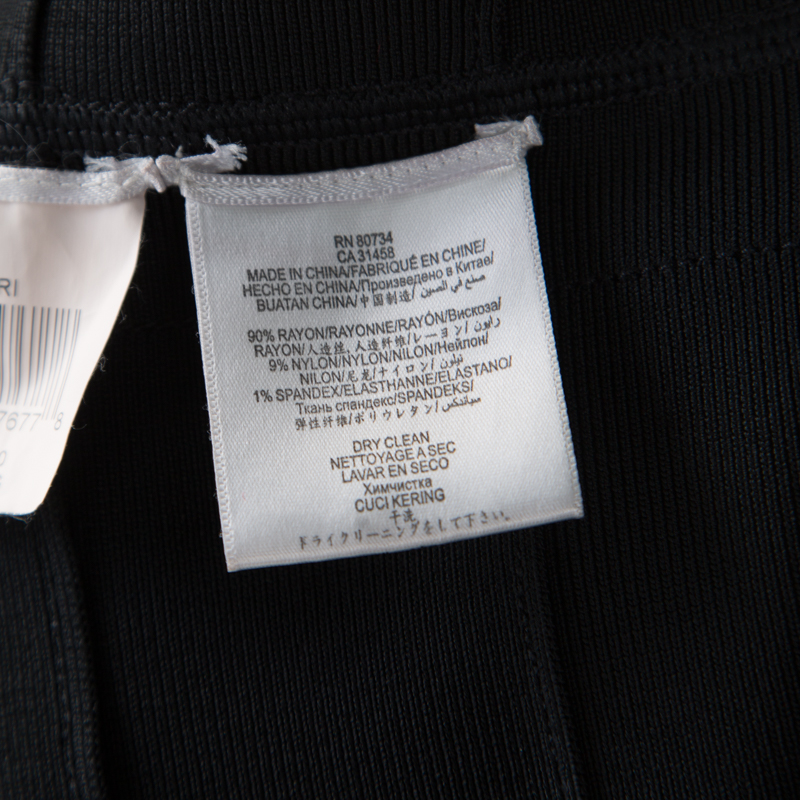 RI
7677 8
0
RN 80734
CA 31458
MADE IN CHINA/FABRIQUÉ EN CHINE/
HECHO EN CHINA/Произведено в Китае/
BUATAN CHINA/中国制造/ صنع في الصين
90% RAYON/RAYONNE/RAYÓN/Вискоза/
RAYON/人造丝, 人造纤维/レーヨン/ رايون
9% NYLON/NYLON/NILON/Нейлон/
NILON/尼龙/ナイロン/ نيلون
1% SPANDEX/ÉLASTHANNE/ELASTANO/
Ткань спандекс/SPANDEKS/
弹性纤维/ポリウレタン/ سباندكس
DRY CLEAN
NETTOYAGE A SEC
LAVAR EN SECO
Химчистка
CUCI KERING
干洗
ドライクリーニングをして下さい。